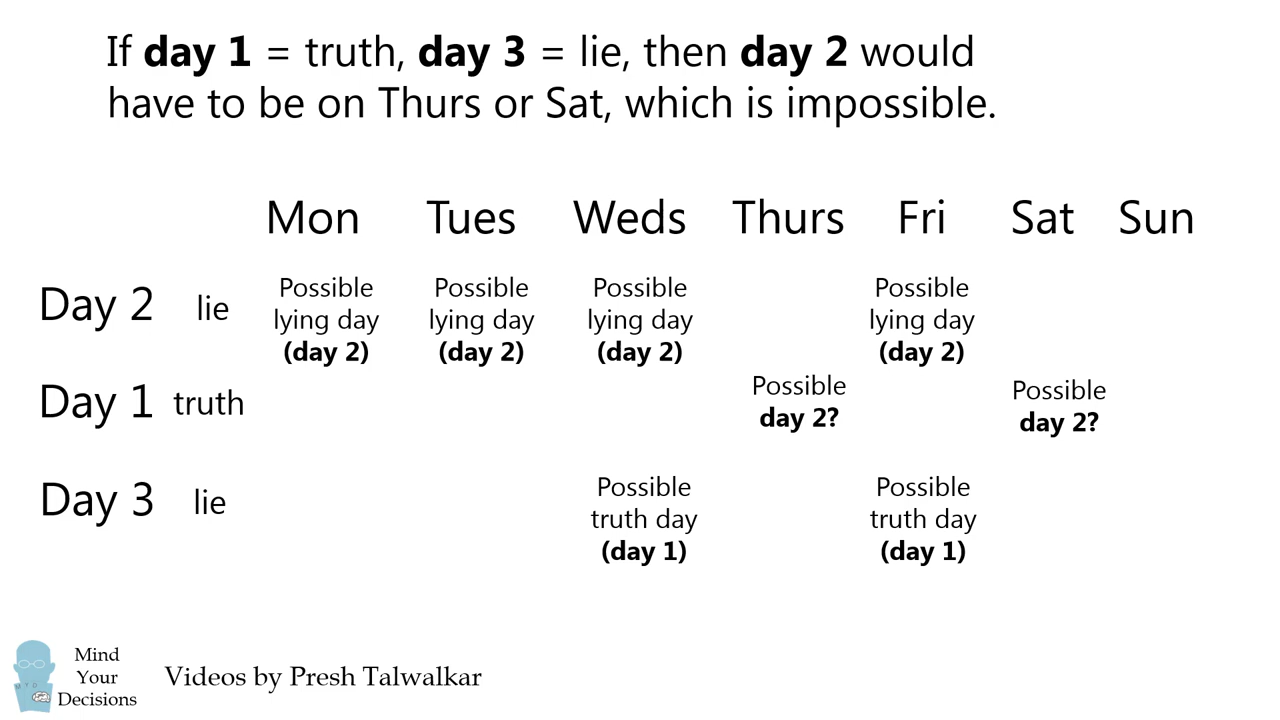 If day 1 = truth, day 3 = lie, then day 2 would
have to be on Thurs or Sat, which is impossible.
Mon Tues Weds Thurs Fri Sat Sun
Day 2 lie
Possible lying day (day 2)
Possible lying day (day 2)
Possible lying day (day 2)
Possible lying day (day 2)
Day 1 truth
Possible day 2?
Possible day 2?
Day 3 lie
Possible truth day (day 1)
Possible truth day (day 1)
Mind
Your
Decisions
Videos by Presh Talwalkar